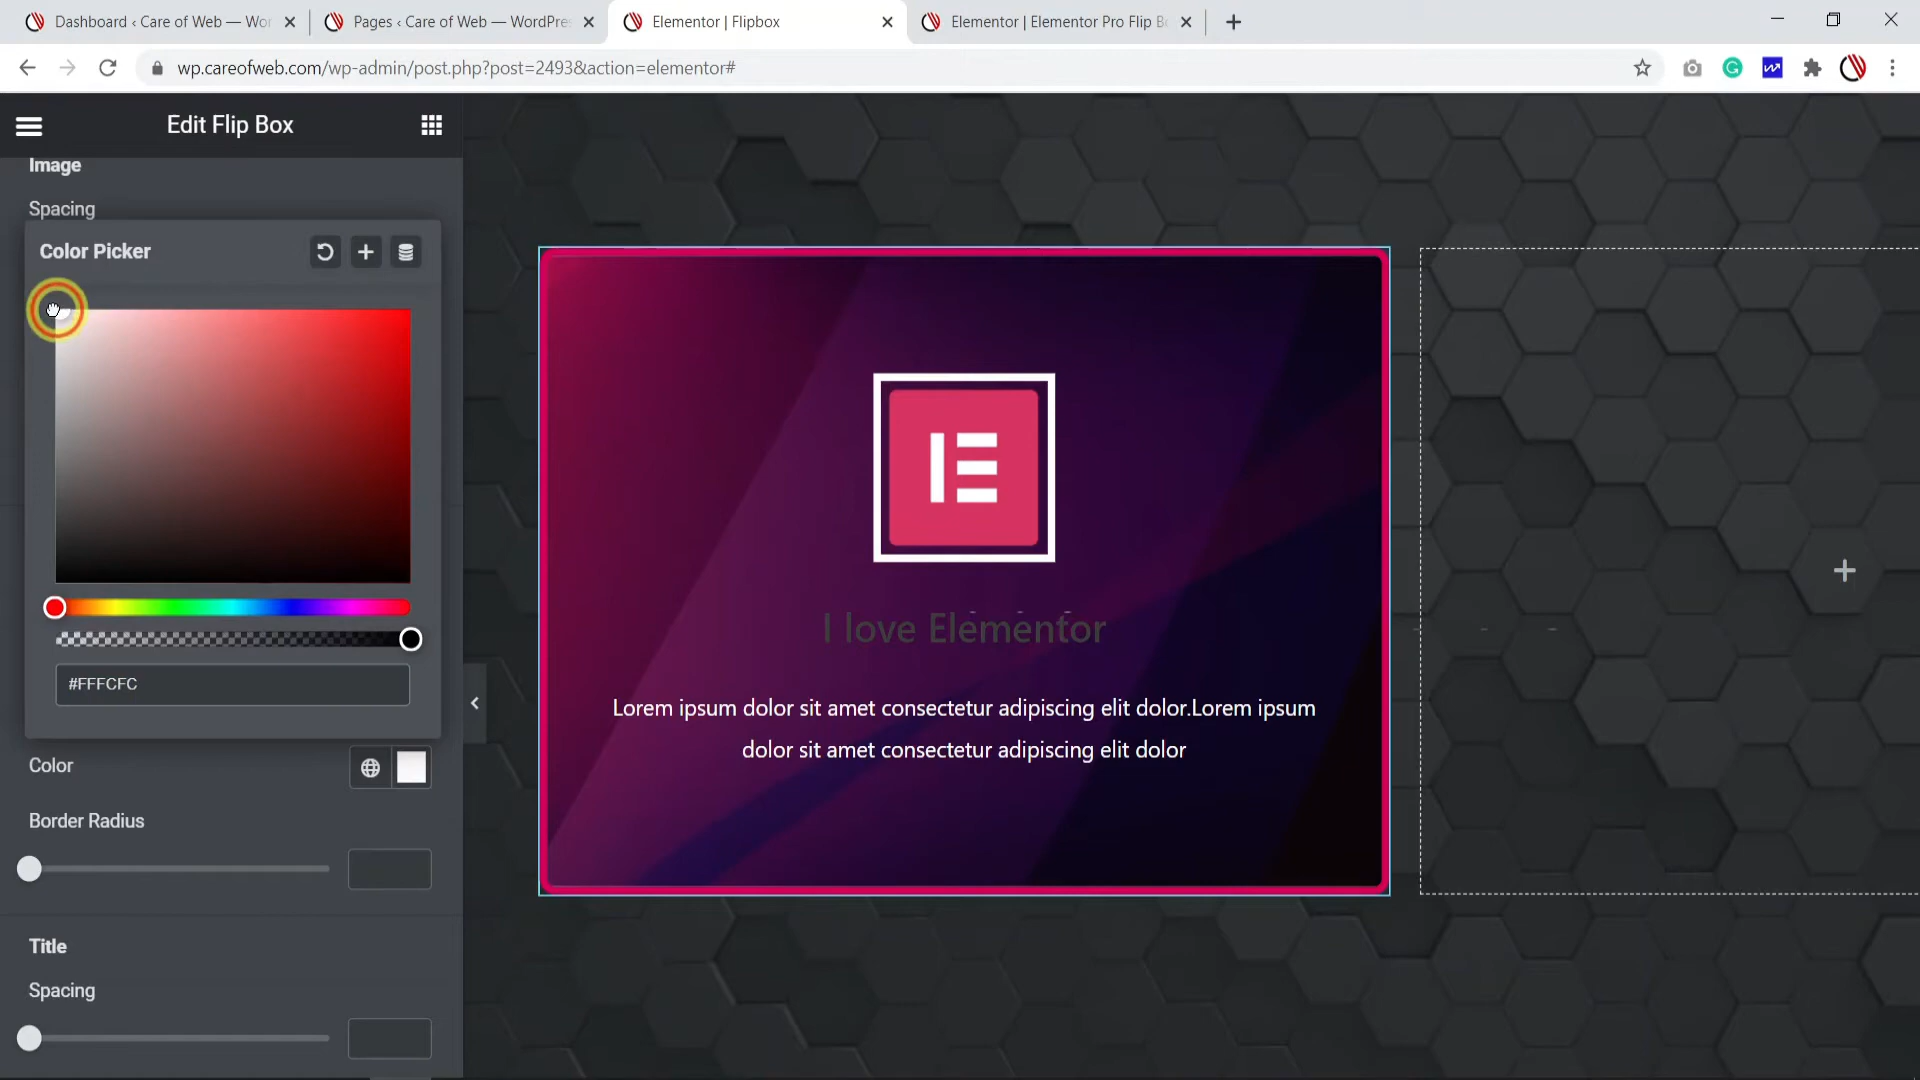 Dashboard ‹ Care of Web — Wor
Pages ‹ Care of Web — WordPres
Elementor | Flipbox
Elementor | Elementor Pro Flip Bo
wp.careofweb.com/wp-admin/post.php?post=2493&action=elementor#
Edit Flip Box
Image
Spacing
Color Picker
#FFFCFC
Color
Border Radius
Title
Spacing
I love Elementor
Lorem ipsum dolor sit amet consectetur adipiscing elit dolor.Lorem ipsum
dolor sit amet consectetur adipiscing elit dolor